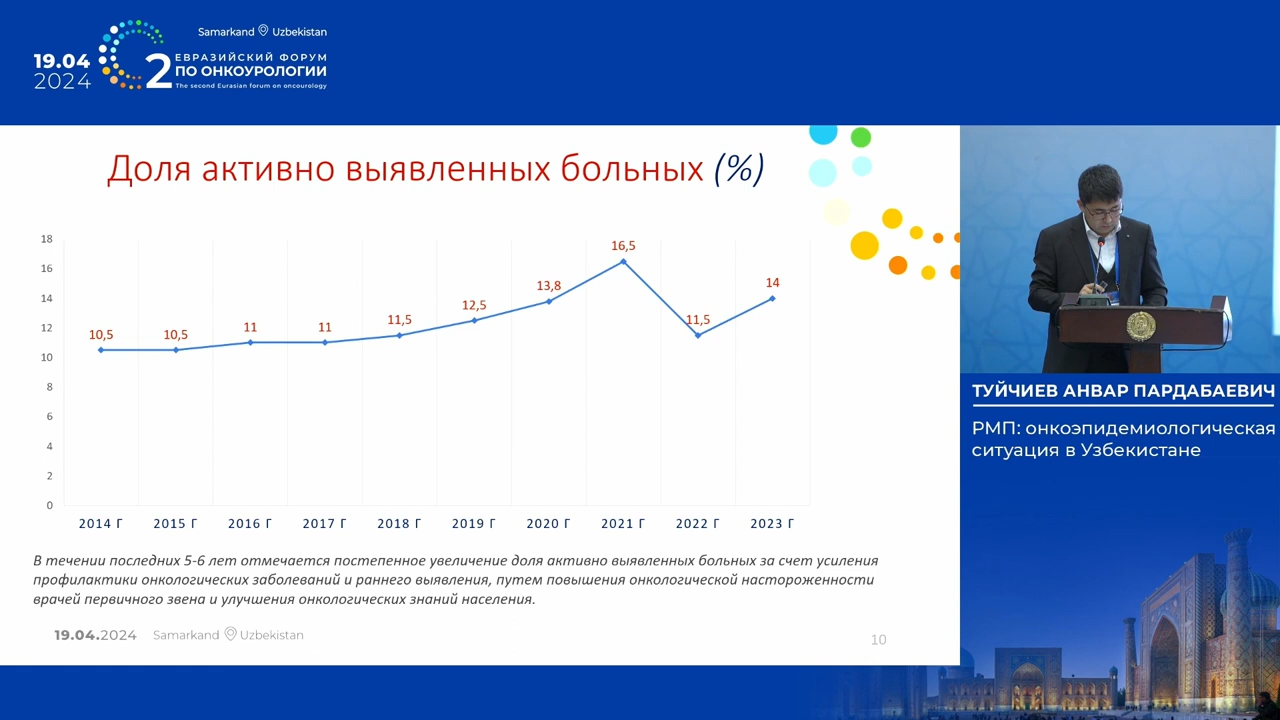 Samarkand Uzbekistan
19.04
2024
2
ЕВРАЗИЙСКИЙ ФОРУМ
ПО ОНКОУРОЛОГИИ
The second Eurasian forum on oncourology
Доля активно выявленных больных (%)
18
16
14
12
10
8
6
4
2
0
10,5
10,5
11
11
11,5
12,5
13,8
16,5
11,5
14
2014 Г
2015 Г
2016 Г
2017 Г
2018 Г
2019 Г
2020 Г
2021 Г
2022 Г
2023 Г
В течении последних 5-6 лет отмечается постепенное увеличение доля активно выявленных больных за счет усиления
профилактики онкологических заболеваний и раннего выявления, путем повышения онкологической настороженности
врачей первичного звена и улучшения онкологических знаний населения.
19.04.2024 Samarkand Uzbekistan
10
ТУЙЧИЕВ АНВАР ПАРДАБАЕВИЧ
РМП: онкоэпидемиологическая
ситуация в Узбекистане